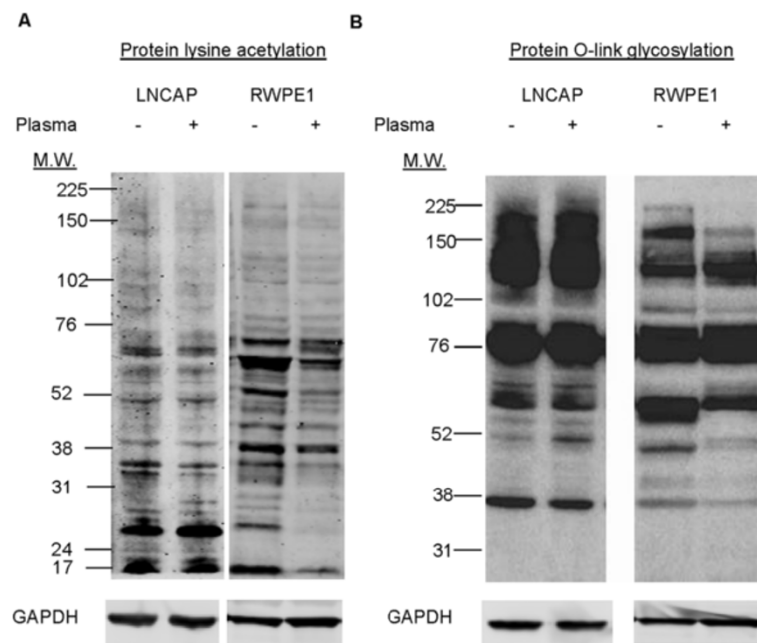 A
Protein lysine acetylation
LNCAP RWPE1
Plasma - + - +
M.W.
225
150
102
76
52
38
31
24
17
GAPDH
B
Protein O-link glycosylation
LNCAP RWPE1
Plasma - + - +
M.W.
225
150
102
76
52
38
31
GAPDH